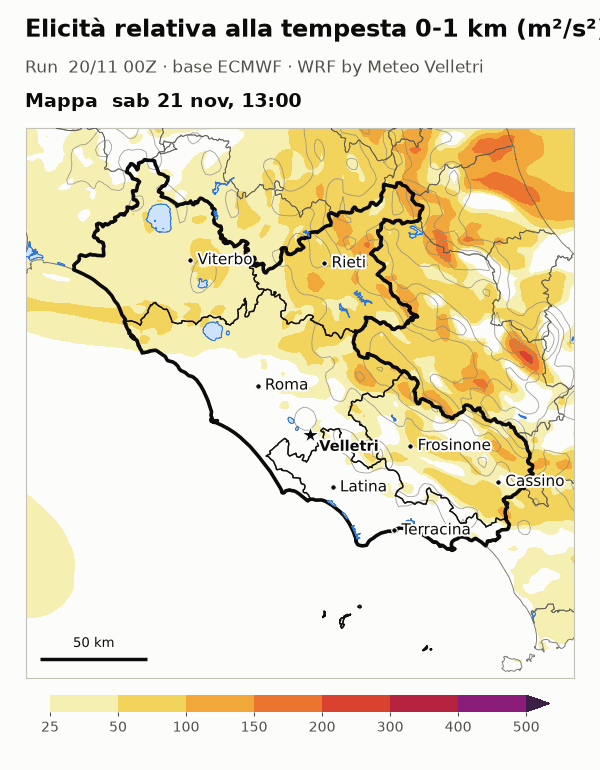 Elicità relativa alla tempesta 0-1 km (m²/s²)
Run  20/11 00Z · base ECMWF · WRF by Meteo Velletri
Mappa  sab 21 nov, 13:00
Viterbo
Rieti
Roma
Velletri
Frosinone
Cassino
Latina
Terracina
50 km
25 50 100 150 200 300 400 500